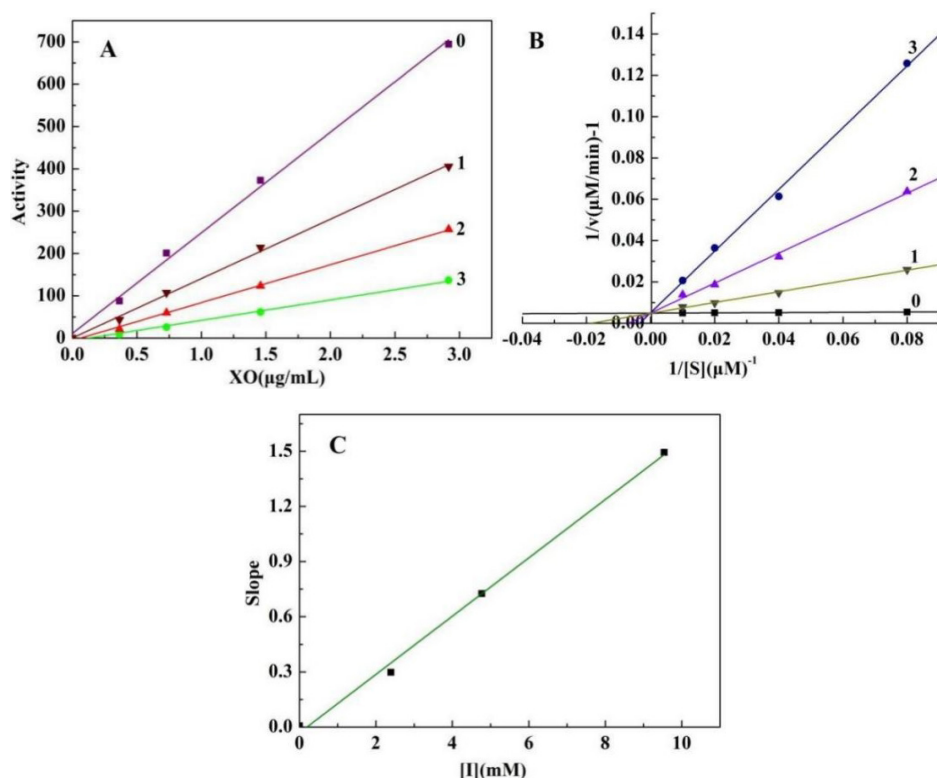 A
Activity
700
600
500
400
300
200
100
0
0.0 0.5 1.0 1.5 2.0 2.5 3.0
XO(μg/mL)
0
1
2
3
B
1/v(μM/min)-1
0.14
0.12
0.10
0.08
0.06
0.04
0.02
0.00
-0.04 -0.02 0.00 0.02 0.04 0.06 0.08
1/[S](μM)-1
3
2
1
0
C
Slope
1.5
1.2
0.9
0.6
0.3
0.0
0 2 4 6 8 10
[I](mM)